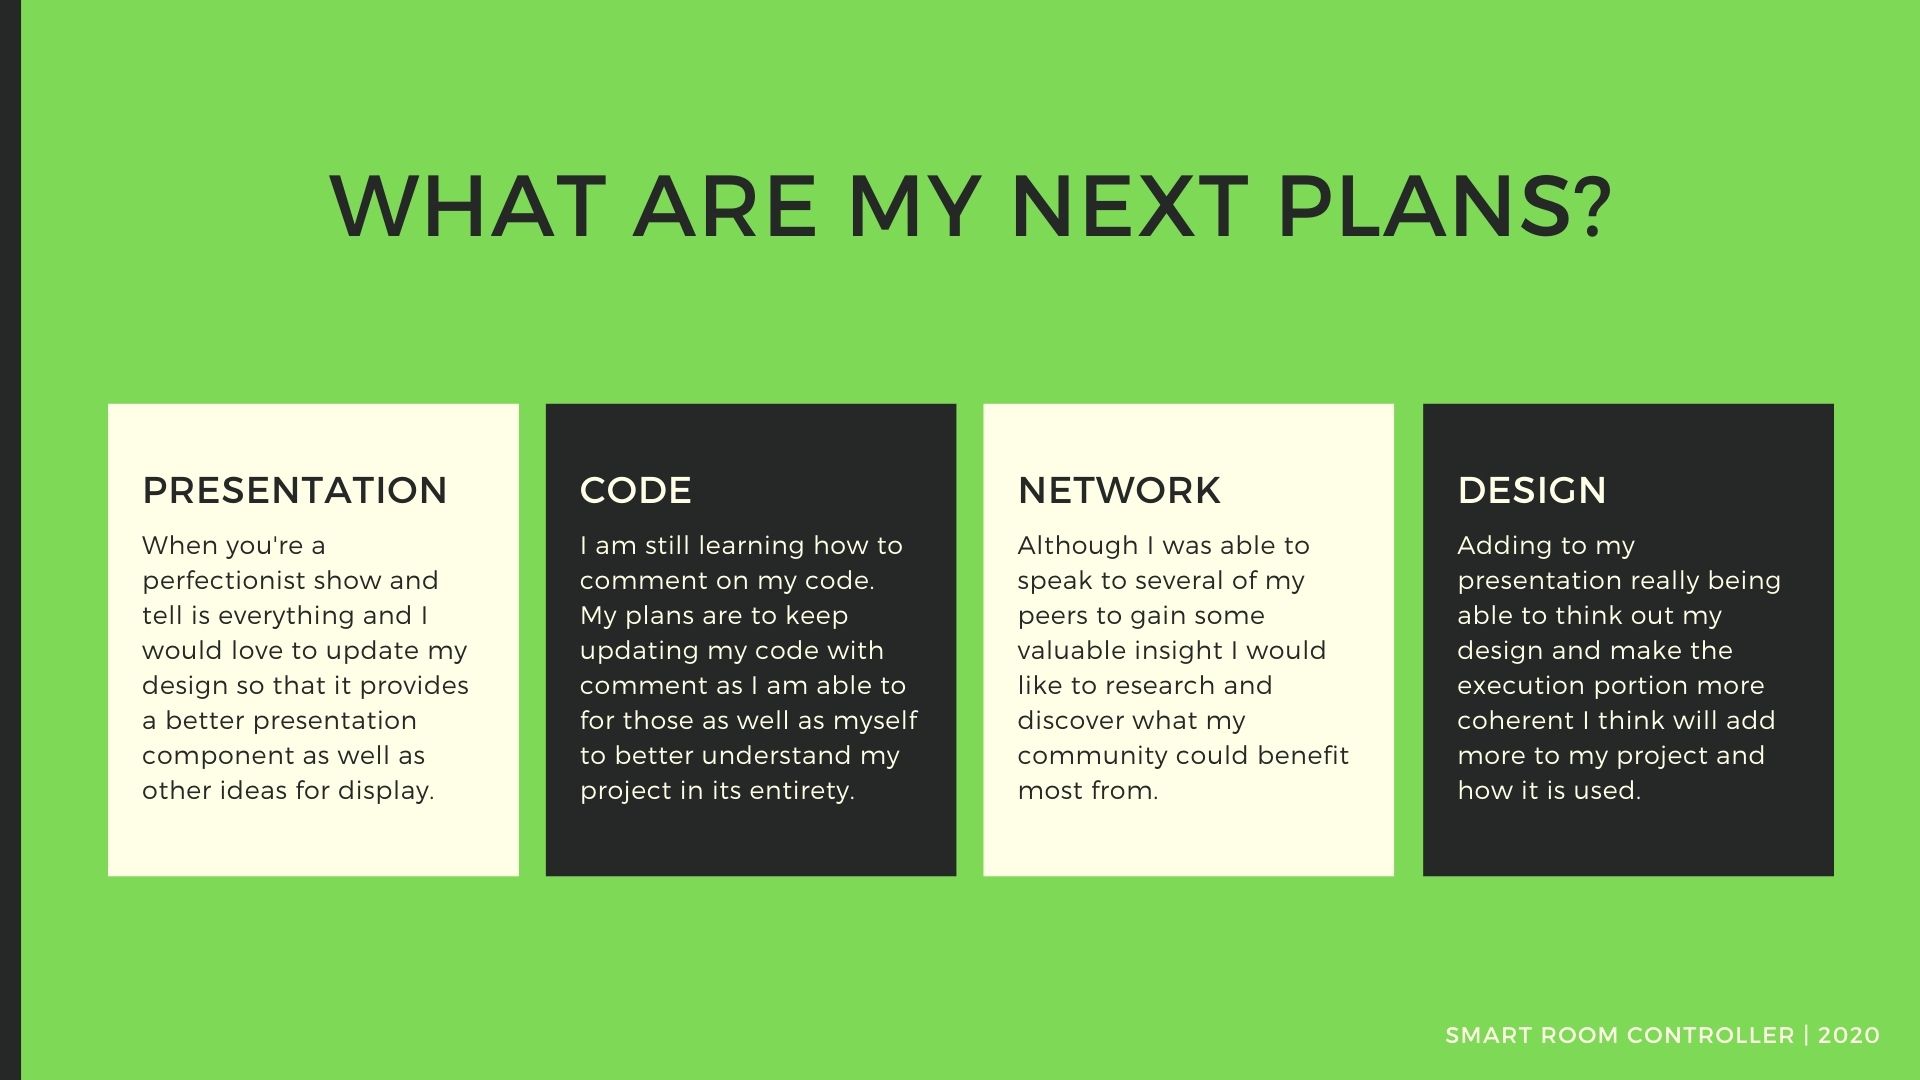 WHAT ARE MY NEXT PLANS?
PRESENTATION
When you're a
perfectionist show and
tell is everything and I
would love to update my
design so that it provides
a better presentation
component as well as
other ideas for display.
CODE
I am still learning how to
comment on my code.
My plans are to keep
updating my code with
comment as I am able to
for those as well as myself
to better understand my
project in its entirety.
NETWORK
Although I was able to
speak to several of my
peers to gain some
valuable insight I would
like to research and
discover what my
community could benefit
most from.
DESIGN
Adding to my
presentation really being
able to think out my
design and make the
execution portion more
coherent I think will add
more to my project and
how it is used.
SMART ROOM CONTROLLER | 2020